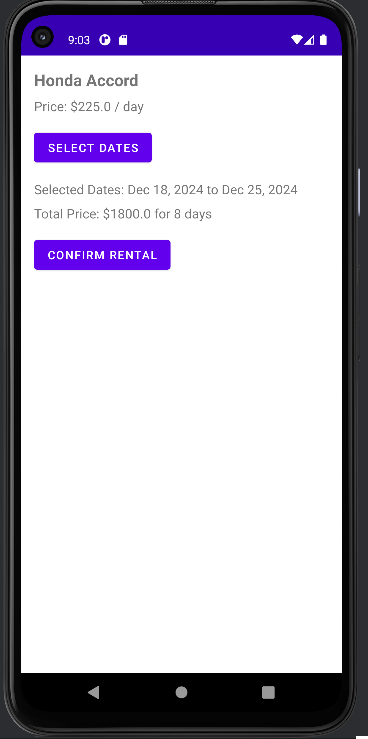 9:03
Honda Accord
Price: $225.0 / day
SELECT DATES
Selected Dates: Dec 18, 2024 to Dec 25, 2024
Total Price: $1800.0 for 8 days
CONFIRM RENTAL